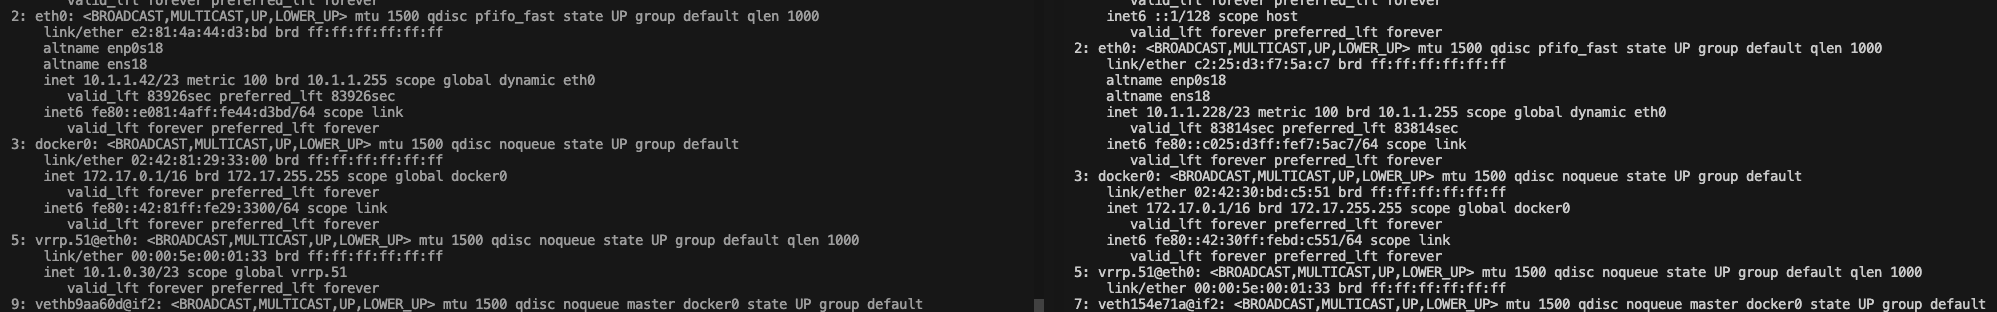 valid_lft forever preferred_lft forever
2: eth0: <BROADCAST,MULTICAST,UP,LOWER_UP> mtu 1500 qdisc pfifo_fast state UP group default qlen 1000
link/ether e2:81:4a:44:d3:bd brd ff:ff:ff:ff:ff:ff
altname enp0s18
altname ens18
inet 10.1.1.42/23 metric 100 brd 10.1.1.255 scope global dynamic eth0
valid_lft 83926sec preferred_lft 83926sec
inet6 fe80::e081:4aff:fe44:d3bd/64 scope link
valid_lft forever preferred_lft forever
3: docker0: <BROADCAST,MULTICAST,UP,LOWER_UP> mtu 1500 qdisc noqueue state UP group default
link/ether 02:42:81:29:33:00 brd ff:ff:ff:ff:ff:ff
inet 172.17.0.1/16 brd 172.17.255.255 scope global docker0
valid_lft forever preferred_lft forever
inet6 fe80::42:81ff:fe29:3300/64 scope link
valid_lft forever preferred_lft forever
5: vrrp.51@eth0: <BROADCAST,MULTICAST,UP,LOWER_UP> mtu 1500 qdisc noqueue state UP group default qlen 1000
link/ether 00:00:5e:00:01:33 brd ff:ff:ff:ff:ff:ff
inet 10.1.0.30/23 scope global vrrp.51
valid_lft forever preferred_lft forever
9: vethb9aa60d@if2: <BROADCAST,MULTICAST,UP,LOWER_UP> mtu 1500 qdisc noqueue master docker0 state UP group default
valid_lft forever preferred_lft forever
inet6 ::1/128 scope host
valid_lft forever preferred_lft forever
2: eth0: <BROADCAST,MULTICAST,UP,LOWER_UP> mtu 1500 qdisc pfifo_fast state UP group default qlen 1000
link/ether c2:25:d3:f7:5a:c7 brd ff:ff:ff:ff:ff:ff
altname enp0s18
altname ens18
inet 10.1.1.228/23 metric 100 brd 10.1.1.255 scope global dynamic eth0
valid_lft 83814sec preferred_lft 83814sec
inet6 fe80::c025:d3ff:fef7:5ac7/64 scope link
valid_lft forever preferred_lft forever
3: docker0: <BROADCAST,MULTICAST,UP,LOWER_UP> mtu 1500 qdisc noqueue state UP group default
link/ether 02:42:30:bd:c5:51 brd ff:ff:ff:ff:ff:ff
inet 172.17.0.1/16 brd 172.17.255.255 scope global docker0
valid_lft forever preferred_lft forever
inet6 fe80::42:30ff:febd:c551/64 scope link
valid_lft forever preferred_lft forever
5: vrrp.51@eth0: <BROADCAST,MULTICAST,UP,LOWER_UP> mtu 1500 qdisc noqueue state UP group default qlen 1000
link/ether 00:00:5e:00:01:33 brd ff:ff:ff:ff:ff:ff
7: veth154e71a@if2: <BROADCAST,MULTICAST,UP,LOWER_UP> mtu 1500 qdisc noqueue master docker0 state UP group default